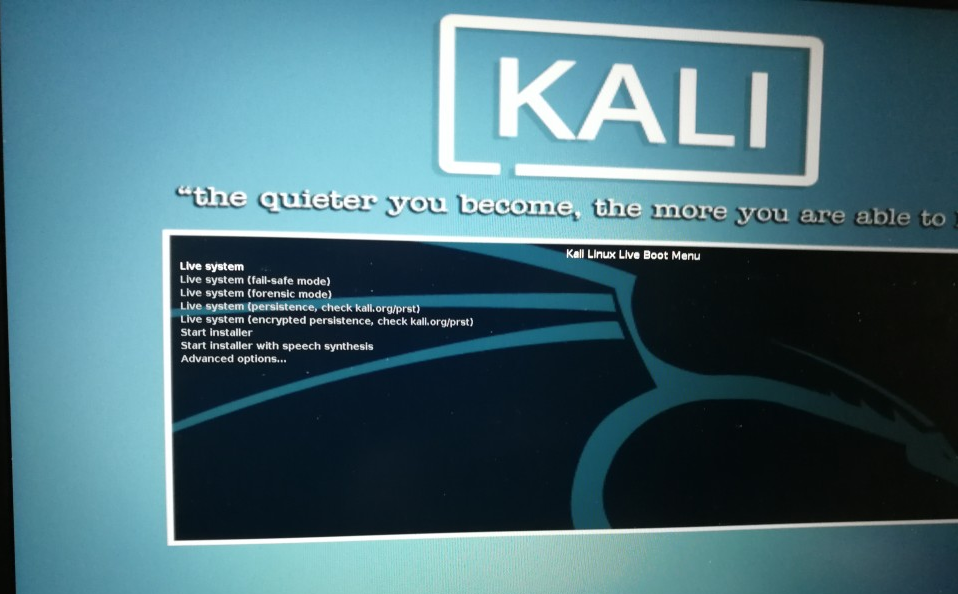 KALI
“the quieter you become, the more you are able to
Kali Linux Live Boot Menu
Live system
Live system (fail-safe mode)
Live system (forensic mode)
Live system (persistence, check kali.org/prst)
Live system (encrypted persistence, check kali.org/prst)
Start installer
Start installer with speech synthesis
Advanced options...